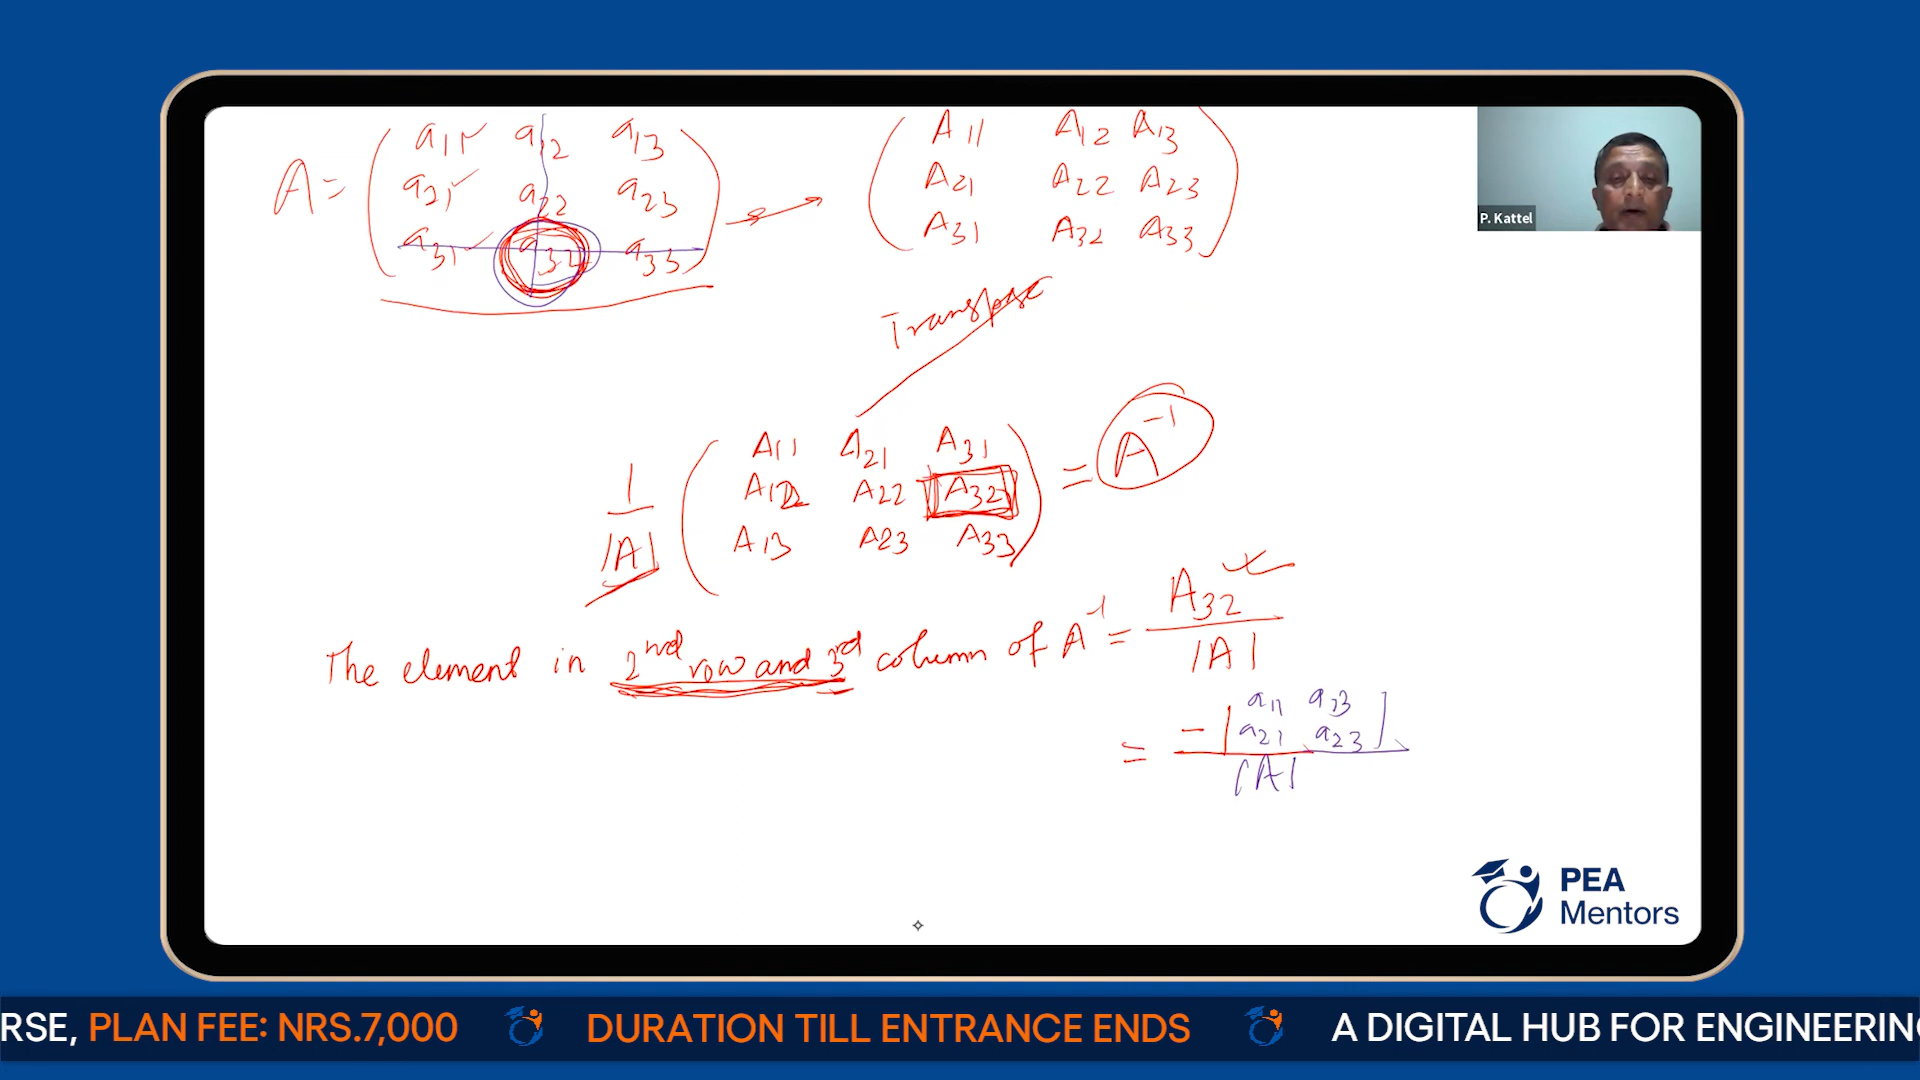 A = ( a11 a12 a13
a21 a22 a23
a31 a32 a33 )
( A11 A12 A13
A21 A22 A23
A31 A32 A33 )
P. Kattel
Transpose
1/|A| ( A11 A21 A31
A12 A22 A32
A13 A23 A33 ) = A⁻¹
The element in 2nd row and 3rd column of A⁻¹ = A32/|A|
= -| a11 a13
a21 a23 |
|A|
PEA
Mentors
RSE, PLAN FEE: NRS.7,000 DURATION TILL ENTRANCE ENDS A DIGITAL HUB FOR ENGINEERIN